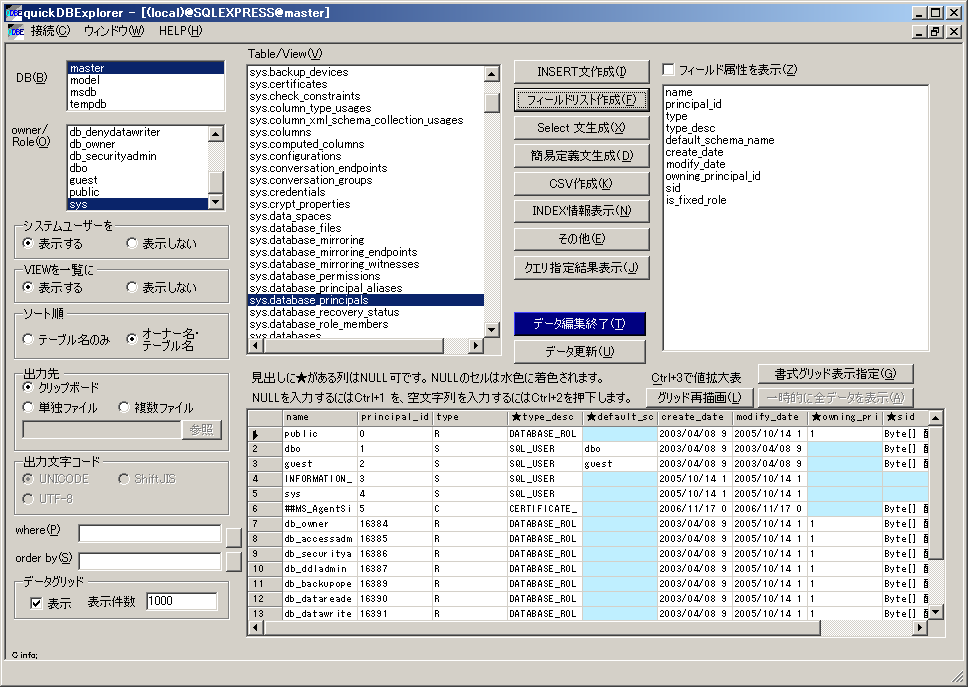 quickDBExplorer - [(local)@SQLEXPRESS@master]
接続(C) ウィンドウ(W) HELP(H)
DB(B)
master
model
msdb
tempdb
owner/
Role(O)
db_denydatawriter
db_owner
db_securityadmin
dbo
guest
public
sys
システムユーザーを
表示する 表示しない
VIEWを一覧に
表示する 表示しない
ソート順
テーブル名のみ オーナー名・
テーブル名
出力先
クリップボード
単独ファイル 複数ファイル
参照
出力文字コード
UNICODE ShiftJIS
UTF-8
where(P)
order by(S)
データグリッド
表示 表示件数 1000
Table/View(V)
sys.backup_devices
sys.certificates
sys.check_constraints
sys.column_type_usages
sys.column_xml_schema_collection_usages
sys.columns
sys.computed_columns
sys.configurations
sys.conversation_endpoints
sys.conversation_groups
sys.credentials
sys.crypt_properties
sys.data_spaces
sys.database_files
sys.database_mirroring
sys.database_mirroring_endpoints
sys.database_mirroring_witnesses
sys.database_permissions
sys.database_principal_aliases
sys.database_principals
sys.database_recovery_status
sys.database_role_members
sys.databases
INSERT文作成(I)
フィールドリスト作成(F)
Select 文生成(X)
簡易定義文生成(D)
CSV作成(K)
INDEX情報表示(N)
その他(E)
クエリ指定結果表示(J)
データ編集終了(T)
データ更新(U)
フィールド属性を表示(Z)
name
principal_id
type
type_desc
default_schema_name
create_date
modify_date
owning_principal_id
sid
is_fixed_role
見出しに★がある列はNULL可です。NULLのセルは水色に着色されます。 Ctrl+3で値拡大表 書式グリッド表示指定(G)
NULLを入力するにはCtrl+1 を、空文字列を入力するにはCtrl+2を押下します。 グリッド再描画(L) 一時的に全データを表示(A)
name principal_id type ★type_desc ★default_sc create_date modify_date ★owning_pri ★sid
public 0 R DATABASE_ROL 2003/04/08 9 2005/10/14 1 1 Byte[]
2 dbo 1 S SQL_USER dbo 2003/04/08 9 2003/04/08 9 Byte[]
3 guest 2 S SQL_USER guest 2003/04/08 9 2003/04/08 9 Byte[]
4 INFORMATION_ 3 S SQL_USER 2005/10/14 1 2005/10/14 1
5 sys 4 S SQL_USER 2005/10/14 1 2005/10/14 1
6 ##MS_AgentSi 5 C CERTIFICATE_ 2006/11/17 0 2006/11/17 0 Byte[]
7 db_owner 16384 R DATABASE_ROL 2003/04/08 9 2005/10/14 1 1 Byte[]
8 db_accessadm 16385 R DATABASE_ROL 2003/04/08 9 2005/10/14 1 1 Byte[]
9 db_securitya 16386 R DATABASE_ROL 2003/04/08 9 2005/10/14 1 1 Byte[]
10 db_ddladmin 16387 R DATABASE_ROL 2003/04/08 9 2005/10/14 1 1 Byte[]
11 db_backupope 16389 R DATABASE_ROL 2003/04/08 9 2005/10/14 1 1 Byte[]
12 db_datareade 16390 R DATABASE_ROL 2003/04/08 9 2005/10/14 1 1 Byte[]
13 db_datawrite 16391 R DATABASE_ROL 2003/04/08 9 2005/10/14 1 1 Byte[]